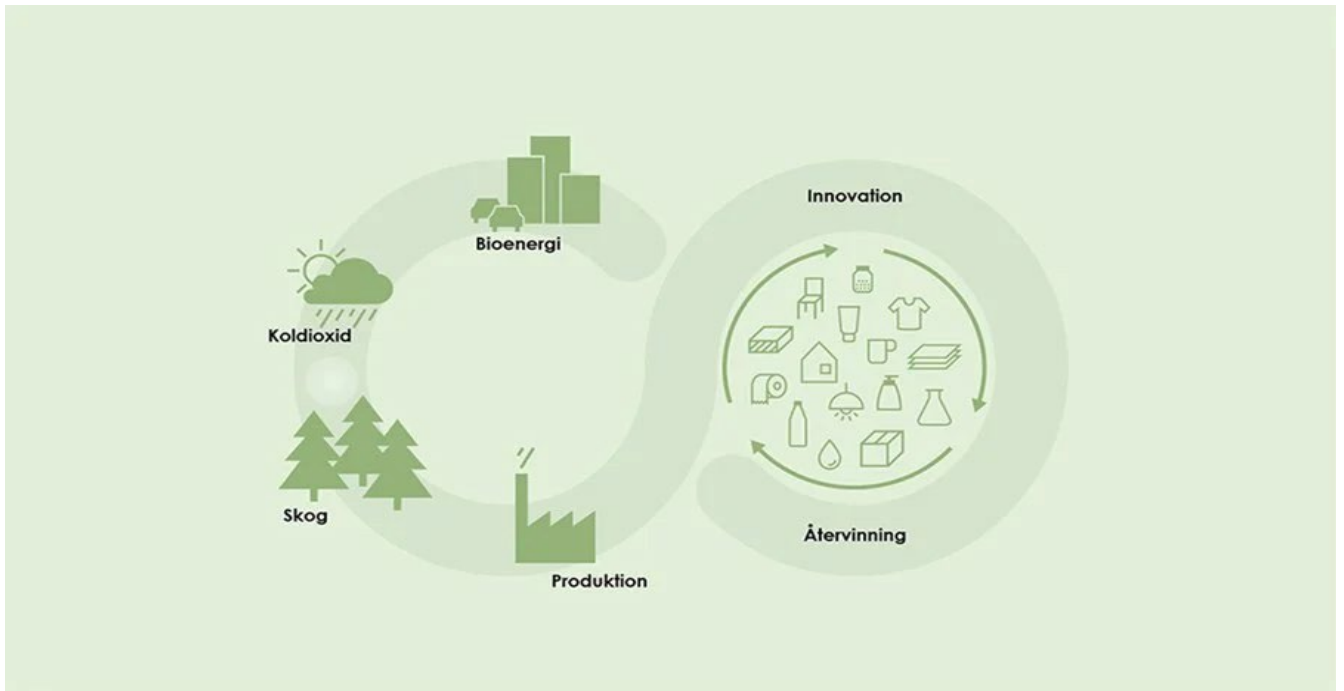 Innovation
Bioenergi
Koldioxid
Skog
Återvinning
Produktion